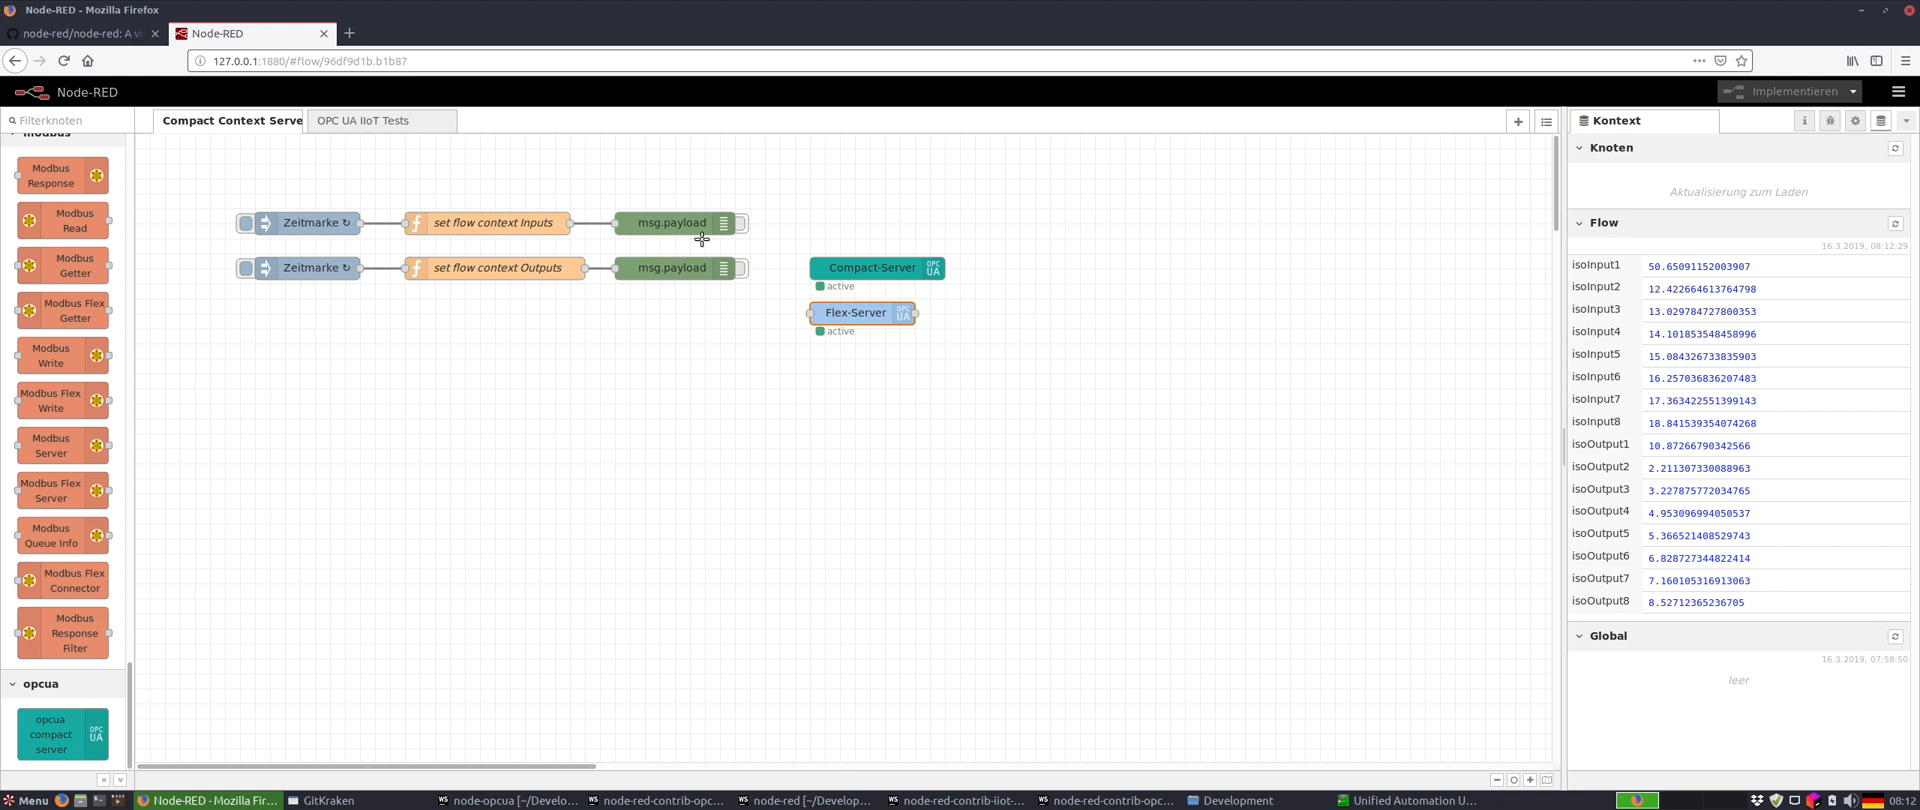 Node-RED - Mozilla Firefox
node-red/node-red: A vi
Node-RED
127.0.0.1:1880/#flow/96df9d1b.b1b87
Node-RED
Implementieren
Filterknoten
Compact Context Serve
OPC UA IIoT Tests
Kontext
modbus
Modbus
Response
Modbus
Read
Modbus
Getter
Modbus Flex
Getter
Modbus
Write
Modbus Flex
Write
Modbus
Server
Modbus Flex
Server
Modbus
Queue Info
Modbus Flex
Connector
Modbus
Response
Filter
opcua
opcua
compact
server
OPC
UA
Zeitmarke ↻
set flow context Inputs
msg.payload
Zeitmarke ↻
set flow context Outputs
msg.payload
Compact-Server
OPC
UA
active
Flex-Server
OPC
UA
active
Knoten
Aktualisierung zum Laden
Flow
16.3.2019, 08:12:29
isoInput1 50.65091152003907
isoInput2 12.422664613764798
isoInput3 13.029784727800353
isoInput4 14.101853548458996
isoInput5 15.084326733835903
isoInput6 16.257036836207483
isoInput7 17.363422551399143
isoInput8 18.841539354074268
isoOutput1 10.87266790342566
isoOutput2 2.211307330088963
isoOutput3 3.227875772034765
isoOutput4 4.953096994050537
isoOutput5 5.366521408529743
isoOutput6 6.828727344822414
isoOutput7 7.160105316913063
isoOutput8 8.52712365236705
Global
16.3.2019, 07:58:50
leer
Menu
Node-RED - Mozilla Fir...
GitKraken
node-opcua [~/Develo...
node-red-contrib-opc...
node-red [~/Develop...
node-red-contrib-iiot-...
node-red-contrib-opc...
Development
Unified Automation U...
08:12